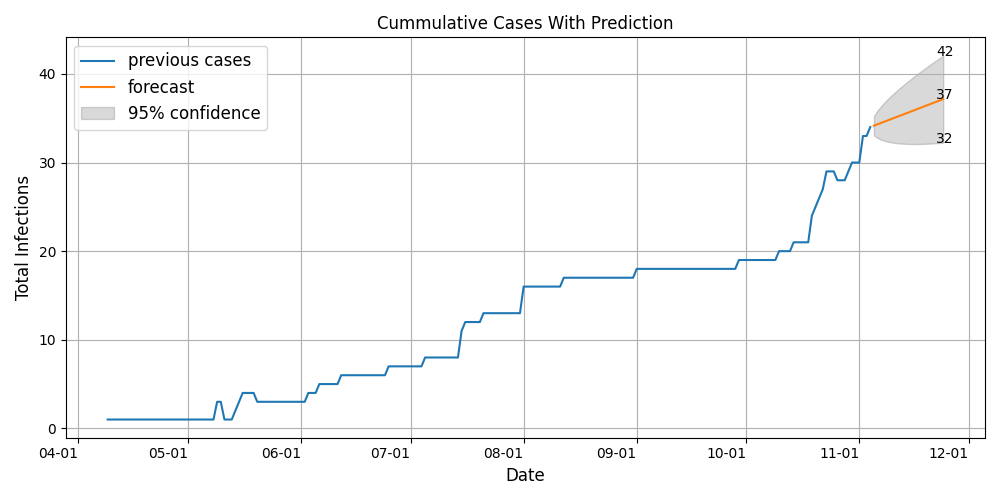 Cummulative Cases With Prediction
previous cases
forecast
95% confidence
42
37
32
Total Infections
40
30
20
10
0
04-01 05-01 06-01 07-01 08-01 09-01 10-01 11-01 12-01
Date